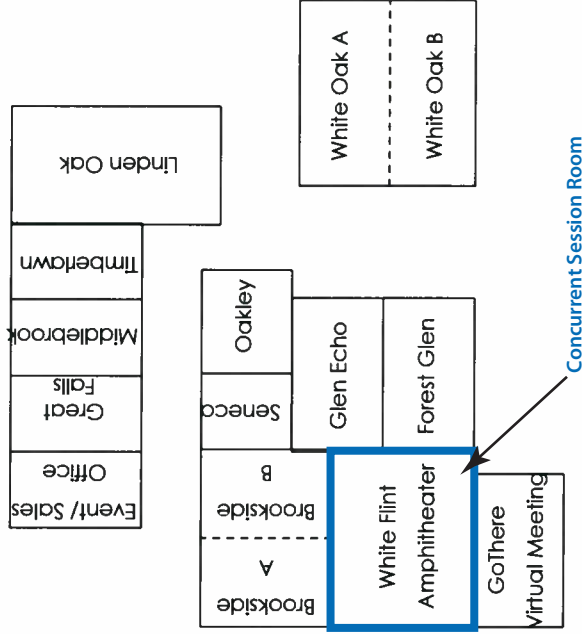 White Oak A
White Oak B
Linden Oak
Timberlawn
Middlebrook
Great
Falls
Event/ Sales
Office
Oakley
Seneca
Glen Echo
Forest Glen
Brookside
B
Brookside
A
White Flint
Amphitheater
GoThere
Virtual Meeting
Concurrent Session Room